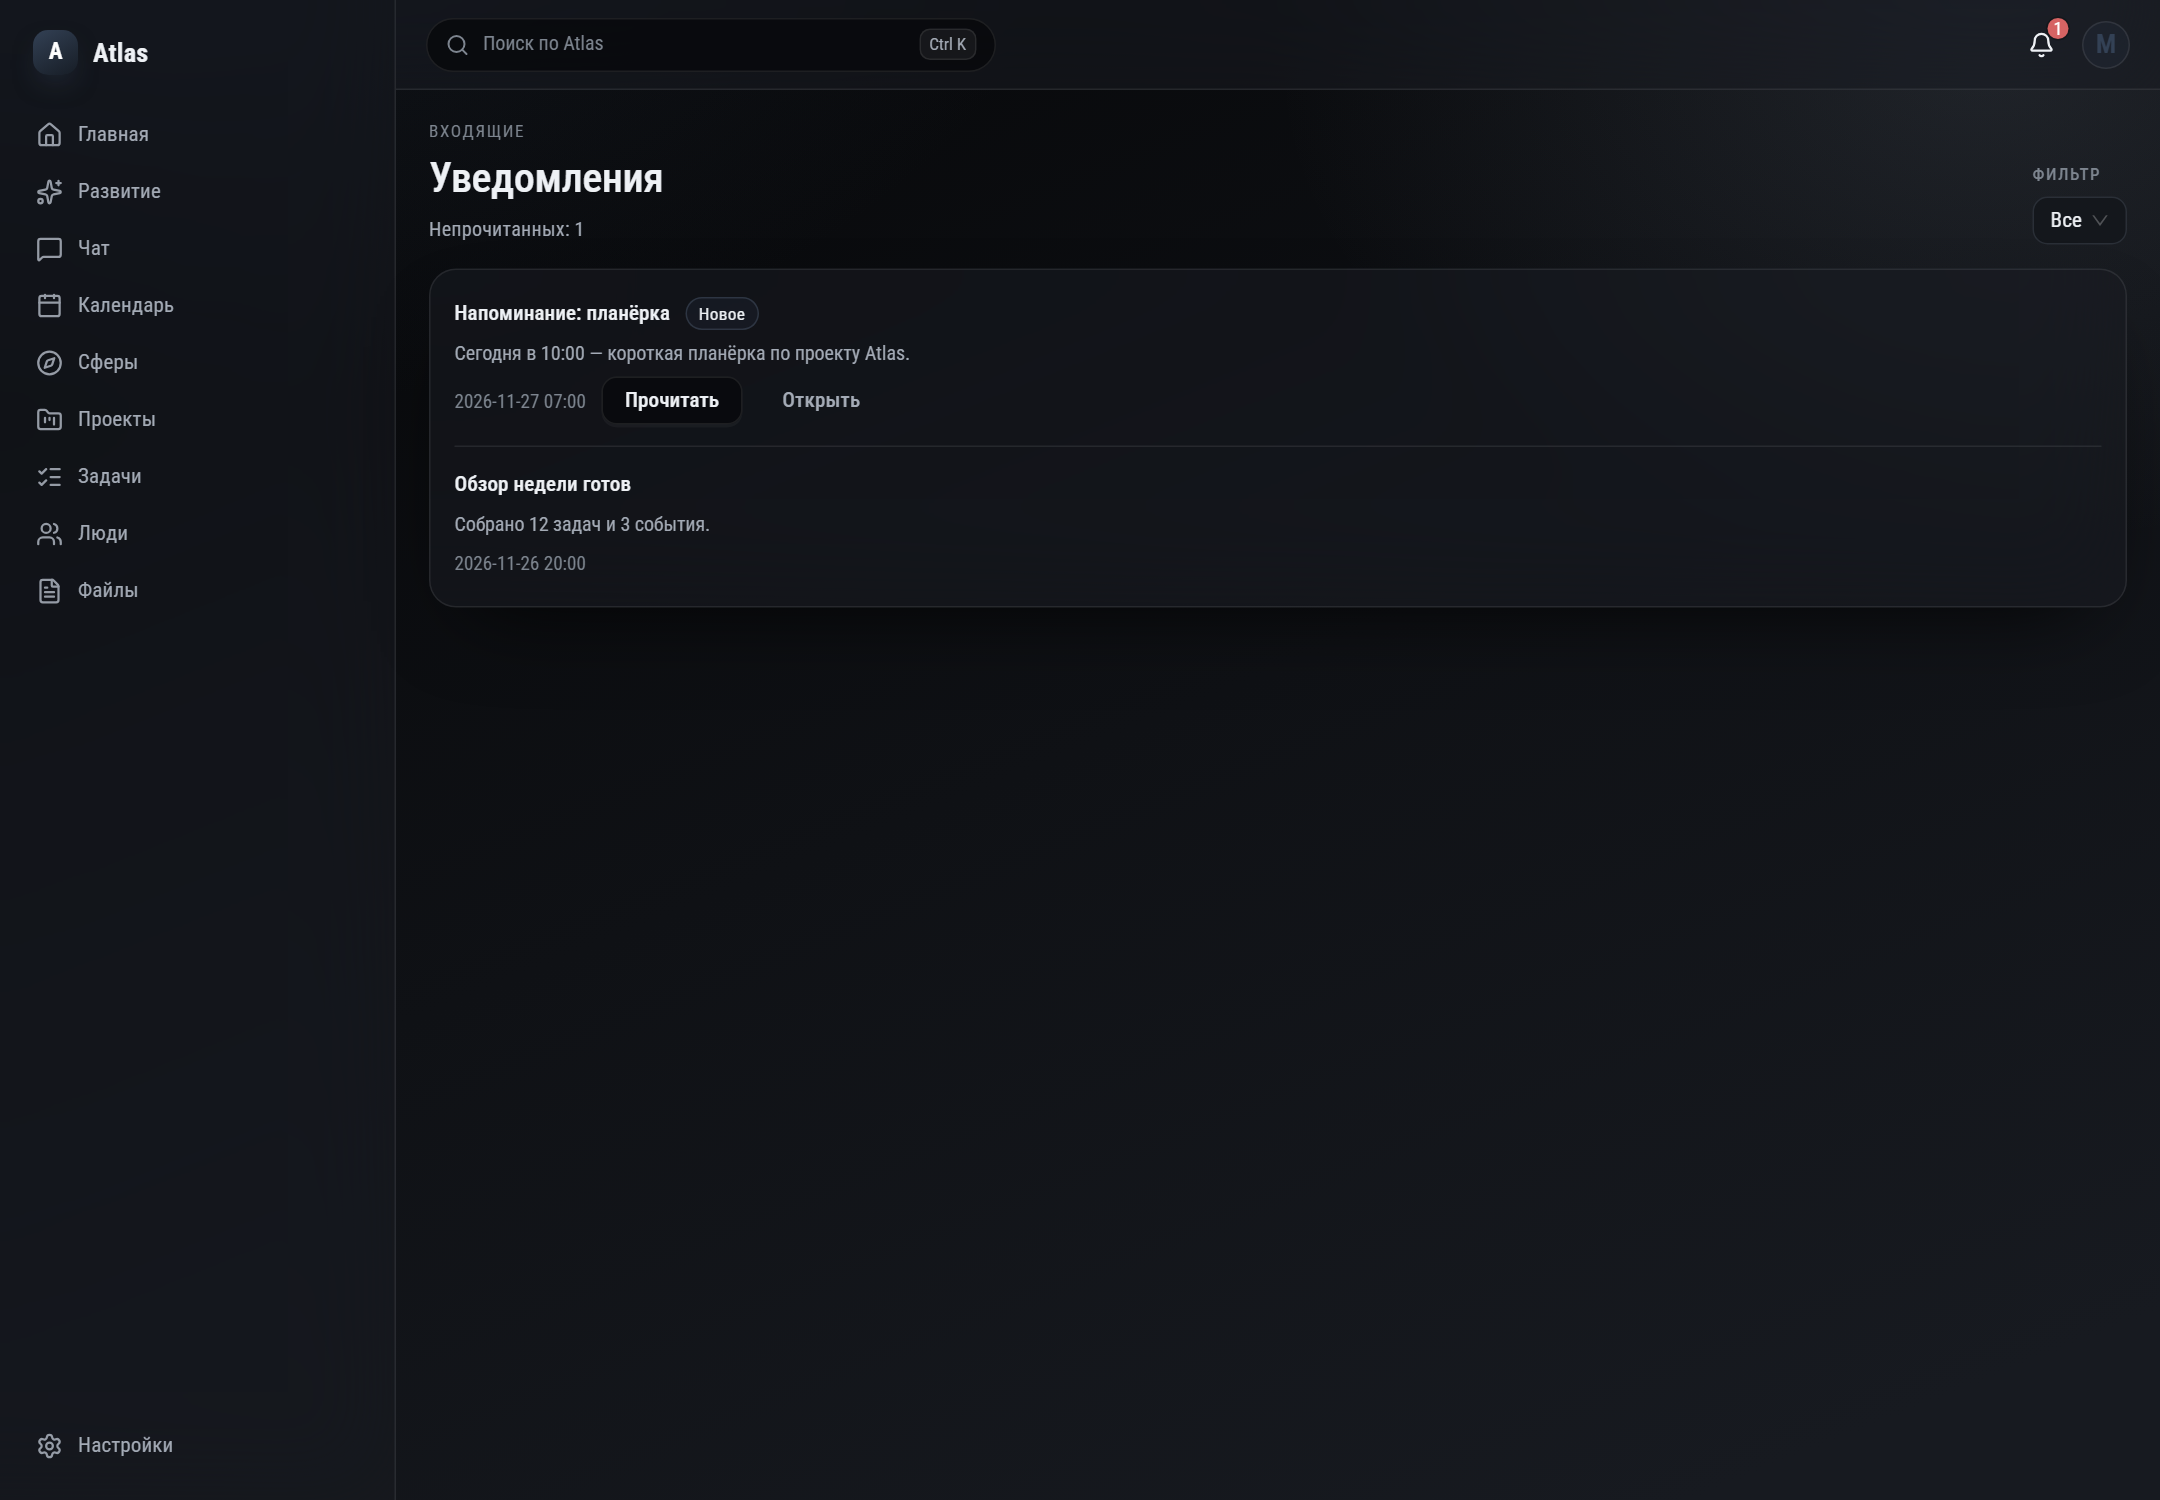 A Atlas
Главная
Развитие
Чат
Календарь
Сферы
Проекты
Задачи
Люди
Файлы
Настройки
Поиск по Atlas Ctrl K
1 M
ВХОДЯЩИЕ
Уведомления
Непрочитанных: 1
ФИЛЬТР
Все
Напоминание: планёрка Новое
Сегодня в 10:00 — короткая планёрка по проекту Atlas.
2026-11-27 07:00 Прочитать Открыть
Обзор недели готов
Собрано 12 задач и 3 события.
2026-11-26 20:00